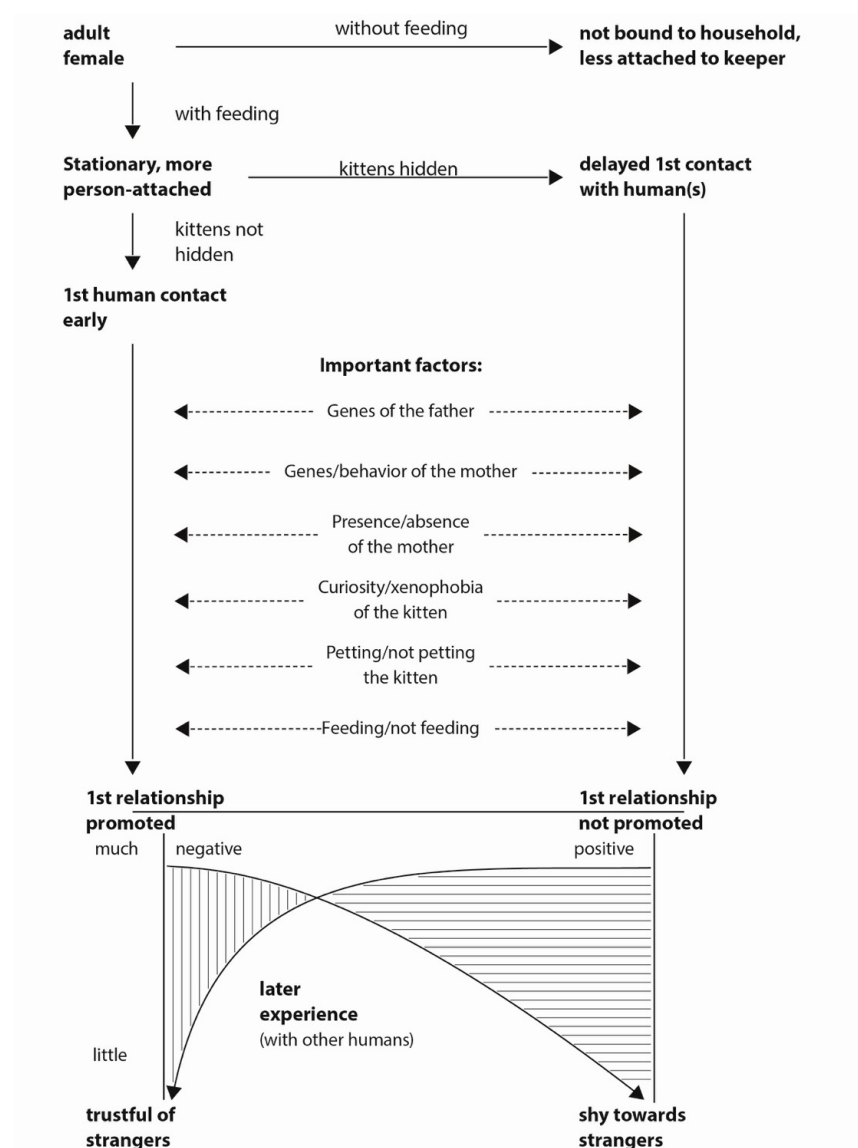 adult
female
without feeding
not bound to household,
less attached to keeper
with feeding
Stationary, more
person-attached
kittens hidden
delayed 1st contact
with human(s)
kittens not
hidden
1st human contact
early
Important factors:
Genes of the father
Genes/behavior of the mother
Presence/absence
of the mother
Curiosity/xenophobia
of the kitten
Petting/not petting
the kitten
Feeding/not feeding
1st relationship
promoted
1st relationship
not promoted
much
negative
positive
later
experience
(with other humans)
little
trustful of
strangers
shy towards
strangers